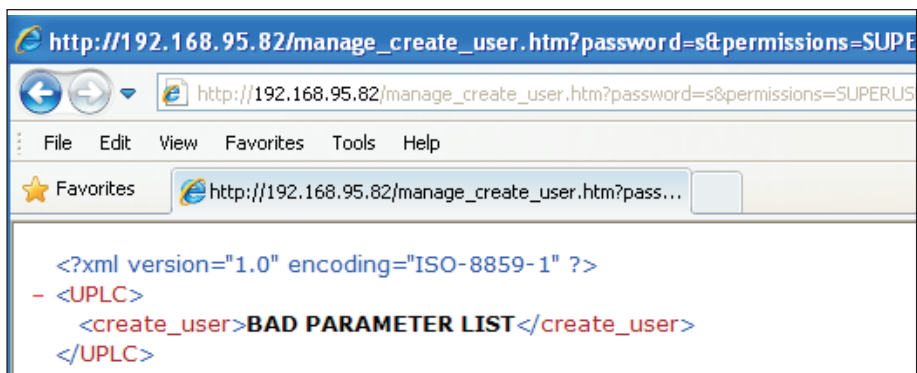 http://192.168.95.82/manage_create_user.htm?password=s&permissions=SUPE
http://192.168.95.82/manage_create_user.htm?password=s&permissions=SUPERUS
File Edit View Favorites Tools Help
Favorites http://192.168.95.82/manage_create_user.htm?pass...
<?xml version="1.0" encoding="ISO-8859-1" ?>
- <UPLC>
<create_user>BAD PARAMETER LIST</create_user>
</UPLC>